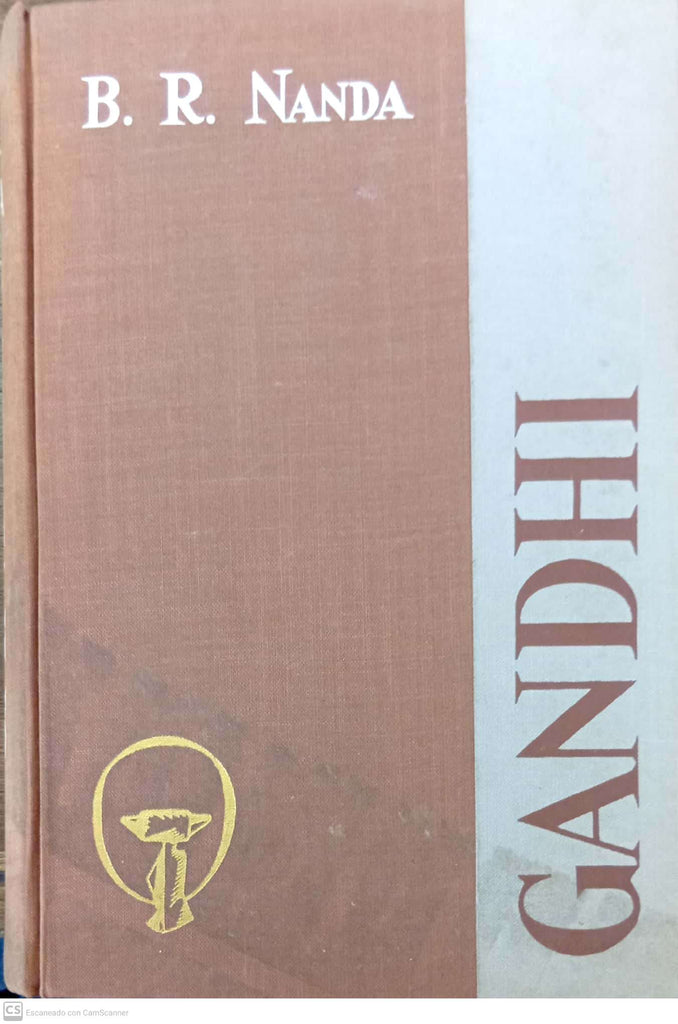 B. R. NANDA
GANDHI
CS Escaneado con CamScanner